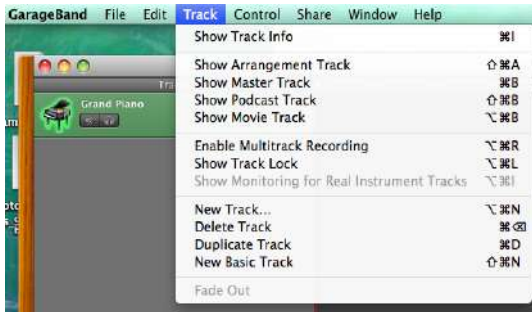 GarageBand File Edit Track Control Share Window Help
Show Track Info ⌘I
Show Arrangement Track ⇧⌘A
Show Master Track ⌘B
Show Podcast Track ⇧⌘B
Show Movie Track ⌥⌘B
Enable Multitrack Recording ⌥⌘R
Show Track Lock ⌥⌘L
Show Monitoring for Real Instrument Tracks ⌥⌘I
New Track... ⌥⌘N
Delete Track ⌘⌫
Duplicate Track ⌘D
New Basic Track ⇧⌘N
Fade Out
Tra
Grand Piano